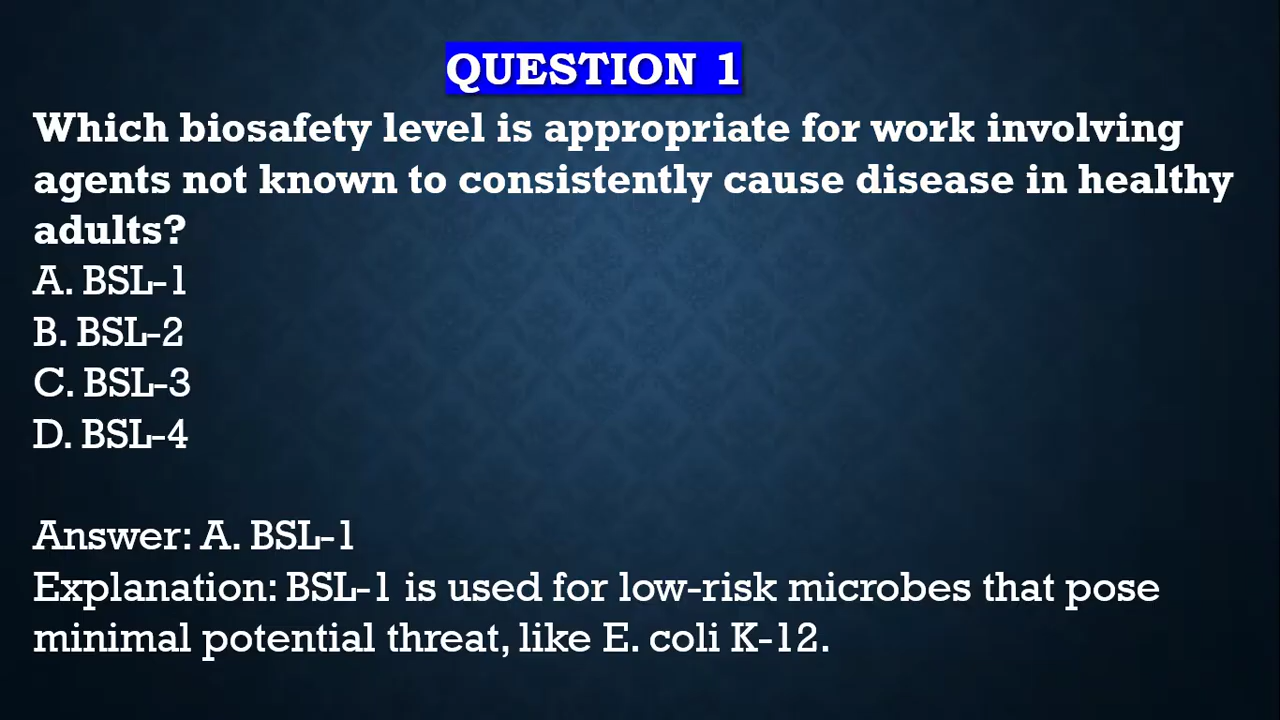 QUESTION 1
Which biosafety level is appropriate for work involving
agents not known to consistently cause disease in healthy
adults?
A. BSL-1
B. BSL-2
C. BSL-3
D. BSL-4
Answer: A. BSL-1
Explanation: BSL-1 is used for low-risk microbes that pose
minimal potential threat, like E. coli K-12.